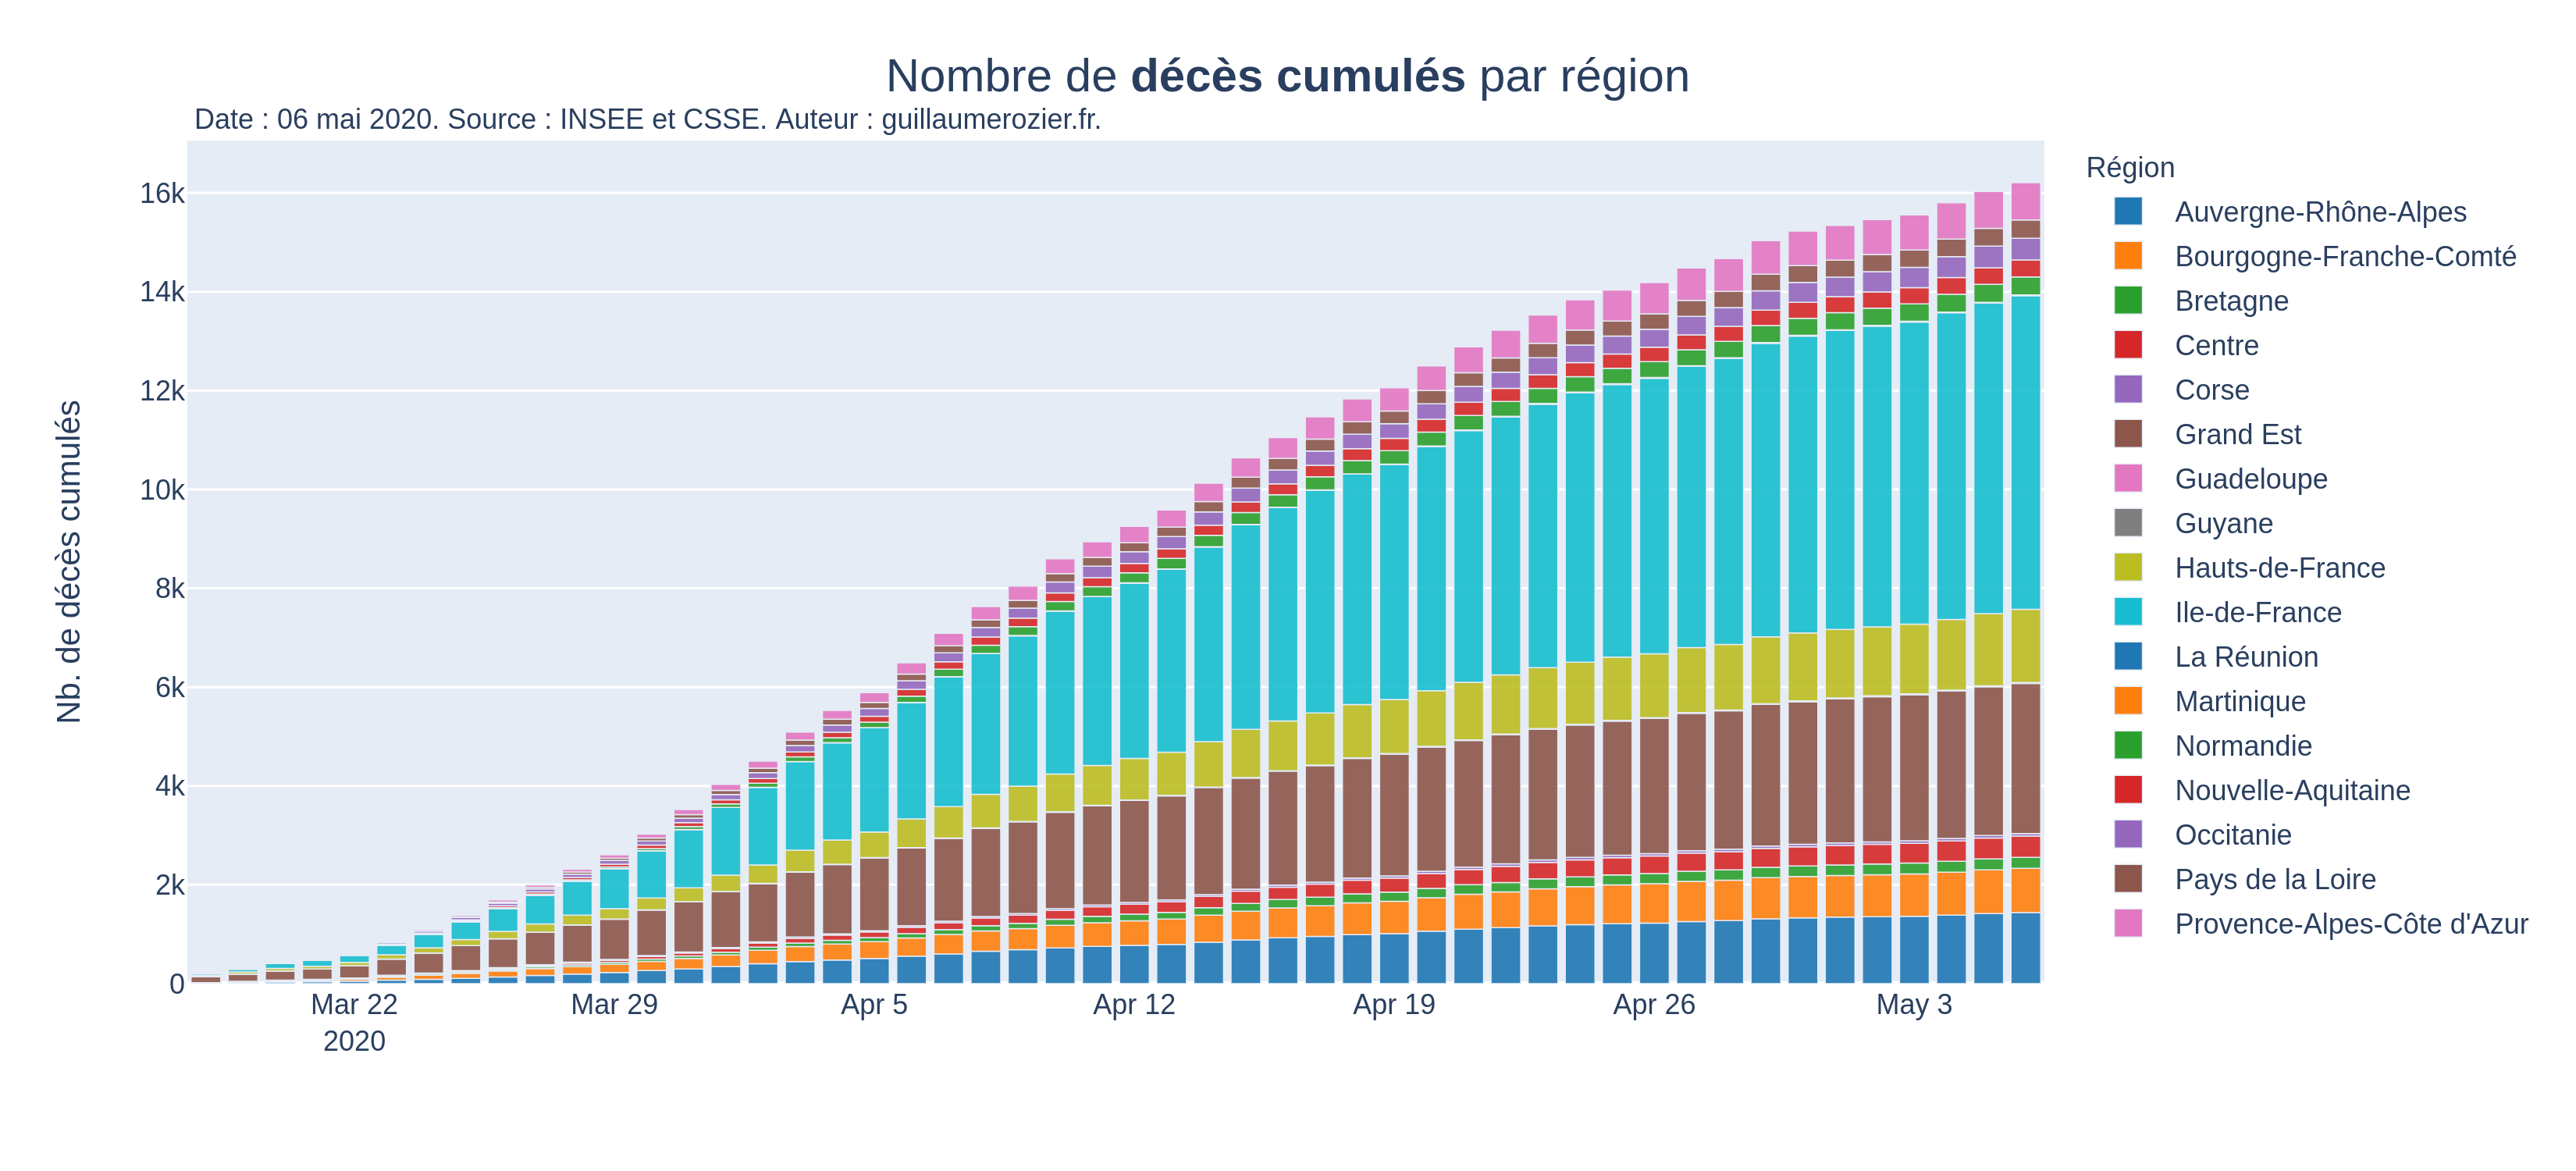 Nombre de décès cumulés par région
Date : 06 mai 2020. Source : INSEE et CSSE. Auteur : guillaumerozier.fr.
Nb. de décès cumulés
16k
14k
12k
10k
8k
6k
4k
2k
0
Mar 22
2020
Mar 29
Apr 5
Apr 12
Apr 19
Apr 26
May 3
Région
Auvergne-Rhône-Alpes
Bourgogne-Franche-Comté
Bretagne
Centre
Corse
Grand Est
Guadeloupe
Guyane
Hauts-de-France
Ile-de-France
La Réunion
Martinique
Normandie
Nouvelle-Aquitaine
Occitanie
Pays de la Loire
Provence-Alpes-Côte d'Azur